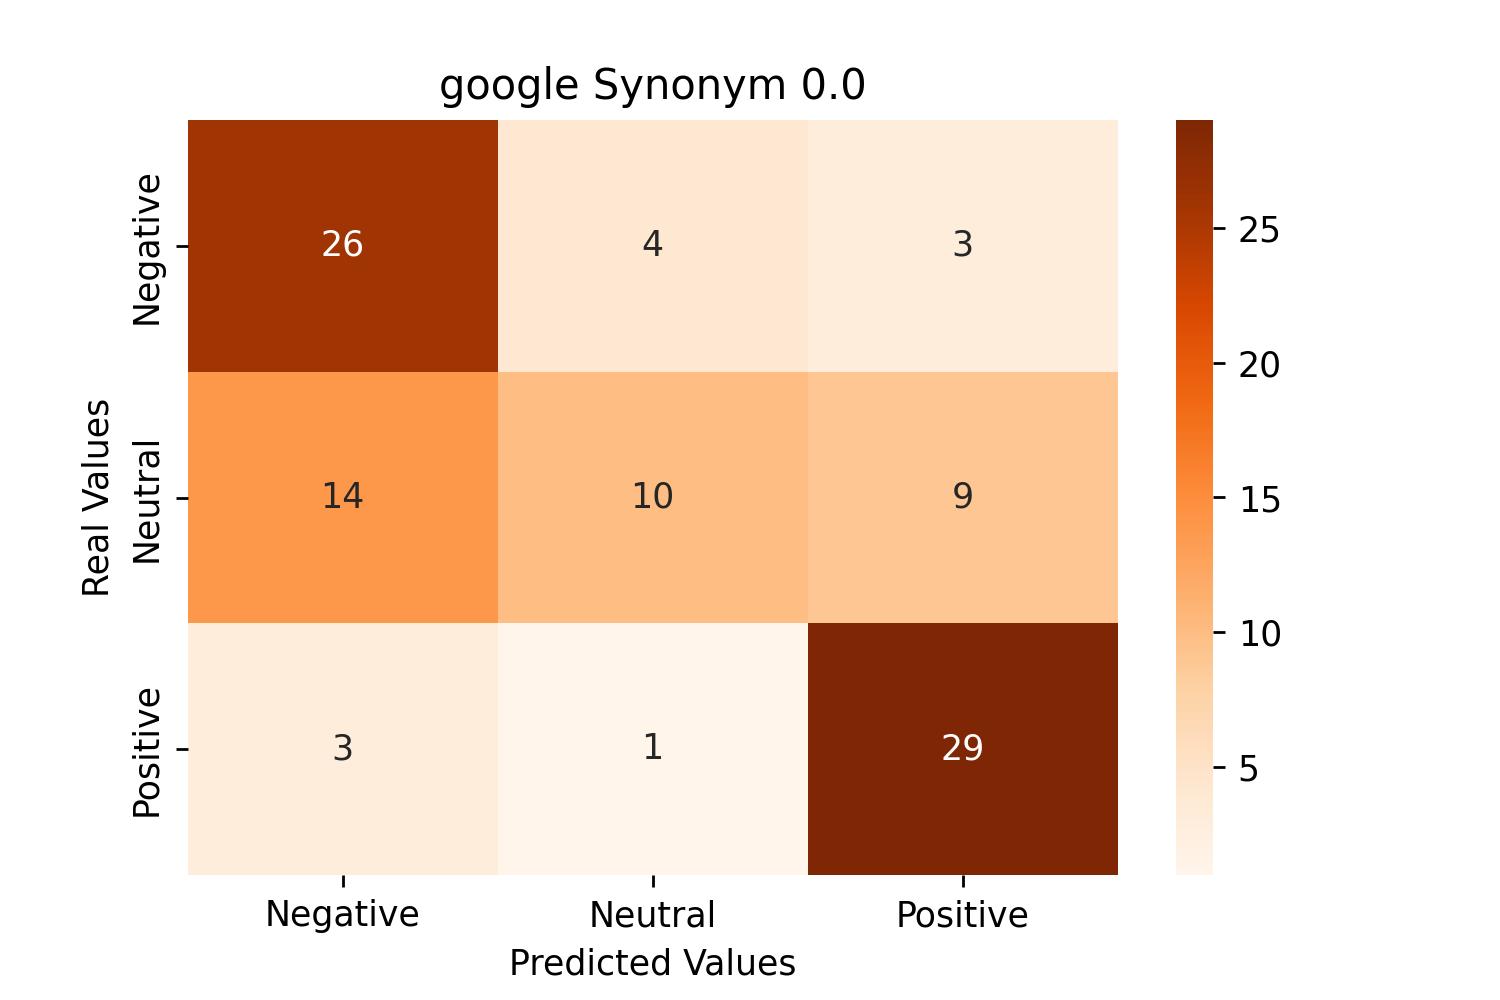 google Synonym 0.0
Real Values
Negative
26 4 3
Neutral
14 10 9
Positive
3 1 29
Negative Neutral Positive
Predicted Values
25
20
15
10
5